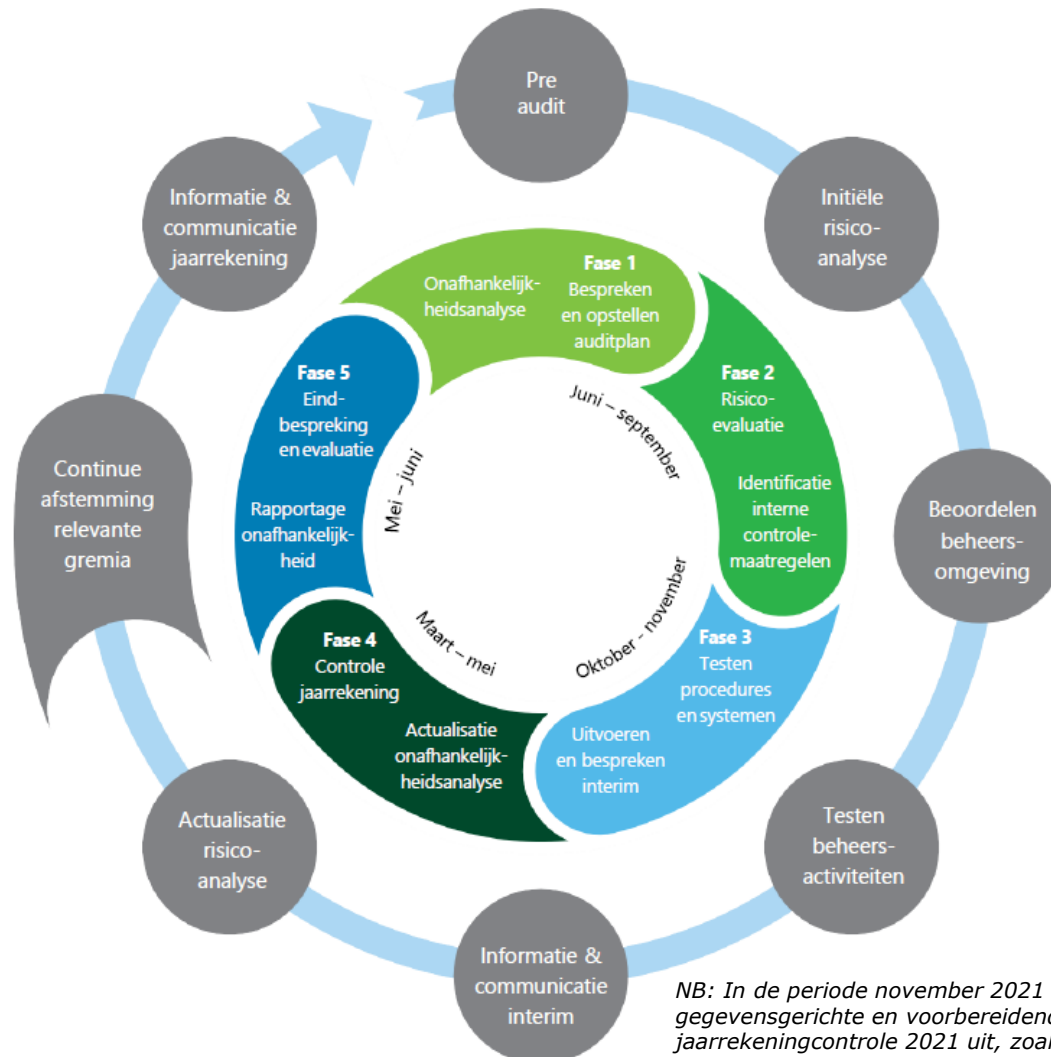 Pre
audit
Initiële
risico-
analyse
Beoordelen
beheers-
omgeving
Testen
beheers-
activiteiten
Informatie &
communicatie
interim
Actualisatie
risico-
analyse
Continue
afstemming
relevante
gremia
Informatie &
communicatie
jaarrekening
Onafhankelijk-
heidsanalyse
Fase 1
Bespreken
en opstellen
auditplan
Fase 2
Risico-
evaluatie
Identificatie
interne
controle-
maatregelen
Fase 3
Testen
procedures
en systemen
Uitvoeren
en bespreken
interim
Fase 4
Controle
jaarrekening
Actualisatie
onafhankelijk-
heidsanalyse
Fase 5
Eind-
bespreking
en evaluatie
Rapportage
onafhankelijk-
heid
Juni – september
Oktober - november
Maart – mei
Mei – juni
NB: In de periode november 2021
gegevensgerichte en
jaarrekeningcontrole 2021 uit,